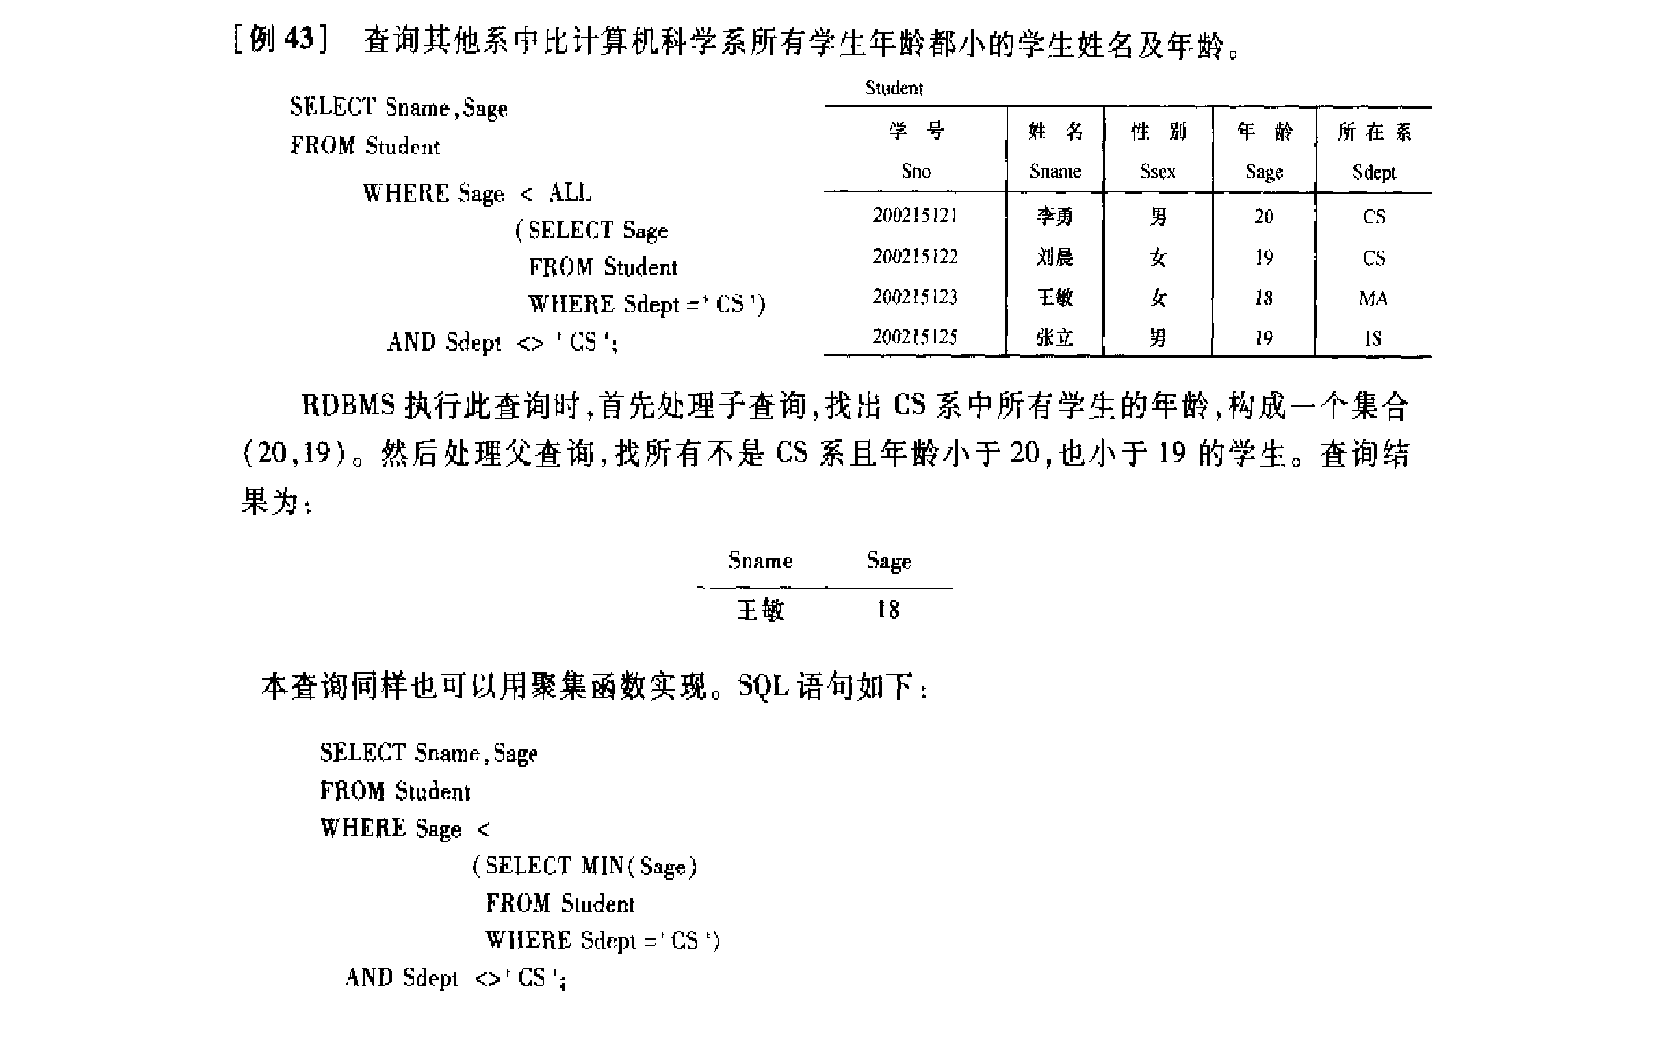 [例 43]　查询其他系中比计算机科学系所有学生年龄都小的学生姓名及年龄。
SELECT Sname,Sage
FROM Student
WHERE Sage < ALL
(SELECT Sage
FROM Student
WHERE Sdept='CS')
AND Sdept <> 'CS';
Student
学 号 姓 名 性 别 年 龄 所 在 系
Sno Sname Ssex Sage Sdept
200215121 李勇 男 20 CS
200215122 刘晨 女 19 CS
200215123 王敏 女 18 MA
200215125 张立 男 19 IS
RDBMS 执行此查询时,首先处理子查询,找出 CS 系中所有学生的年龄,构成一个集合
(20,19)。然后处理父查询,找所有不是 CS 系且年龄小于 20,也小于 19 的学生。查询结
果为:
Sname Sage
王敏 18
本查询同样也可以用聚集函数实现。SQL 语句如下:
SELECT Sname,Sage
FROM Student
WHERE Sage <
(SELECT MIN(Sage)
FROM Student
WHERE Sdept='CS')
AND Sdept <>'CS';